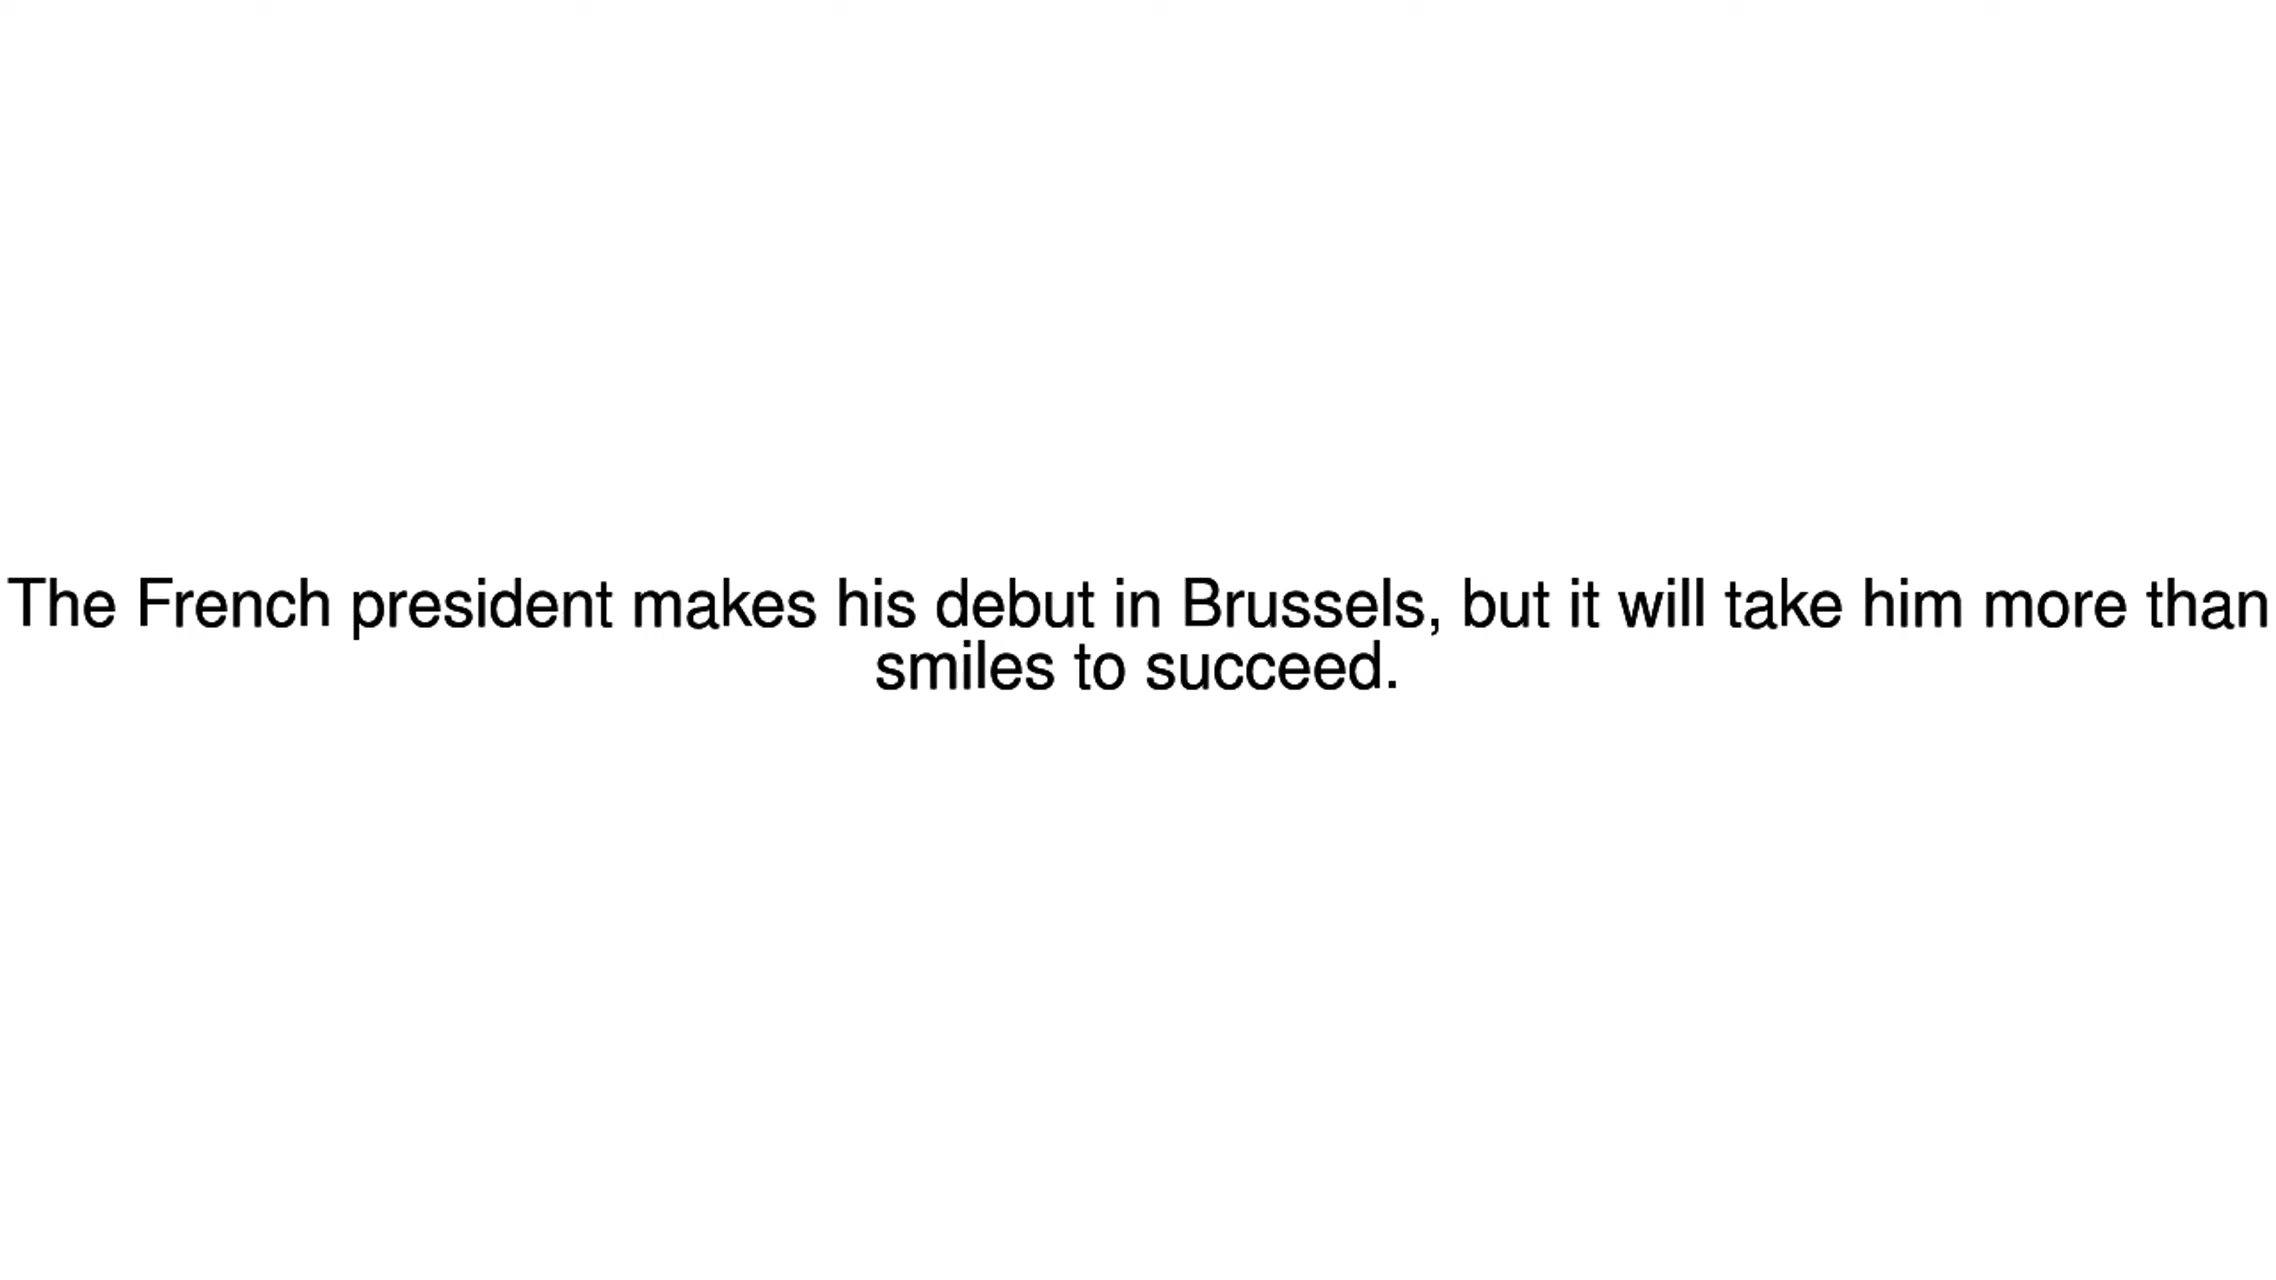 The French president makes his debut in Brussels, but it will take him more than
smiles to succeed.